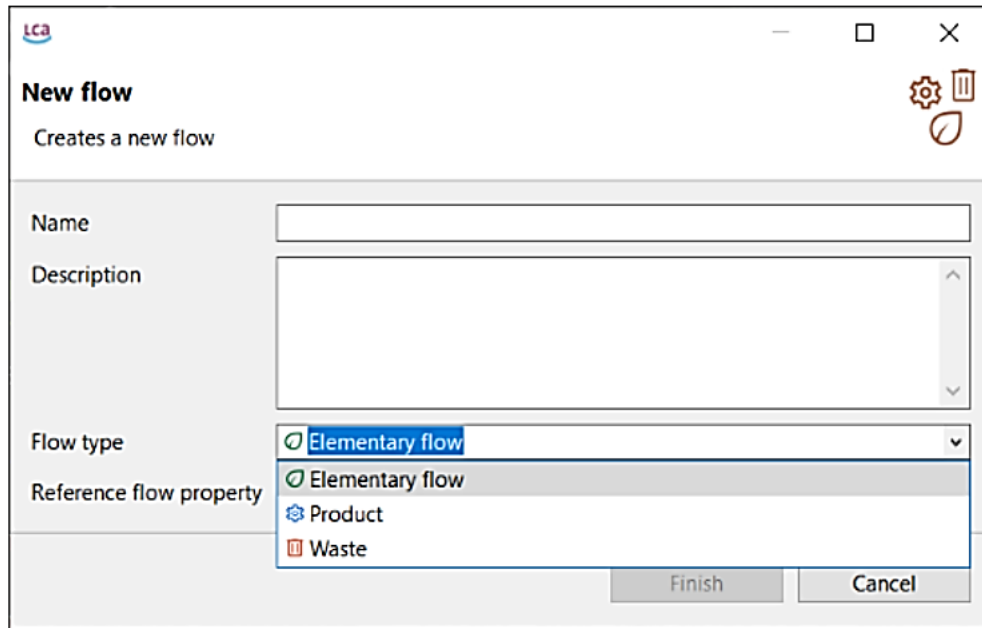 LCA
New flow
Creates a new flow
Name
Description
Flow type
Elementary flow
Elementary flow
Reference flow property
Product
Waste
Finish
Cancel